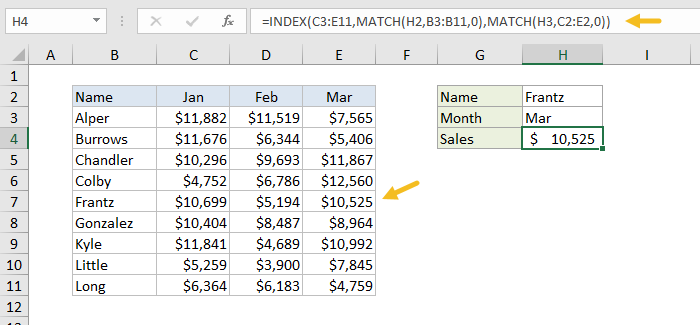 H4 fx =INDEX(C3:E11,MATCH(H2,B3:B11,0),MATCH(H3,C2:E2,0))
A B C D E F G H I
1
2 Name Jan Feb Mar Name Frantz
3 Alper $11,882 $11,519 $7,565 Month Mar
4 Burrows $11,676 $6,344 $5,406 Sales $ 10,525
5 Chandler $10,296 $9,693 $11,867
6 Colby $4,752 $6,786 $12,560
7 Frantz $10,699 $5,194 $10,525
8 Gonzalez $10,404 $8,487 $8,964
9 Kyle $11,841 $4,689 $10,992
10 Little $5,259 $3,900 $7,845
11 Long $6,364 $6,183 $4,759
12